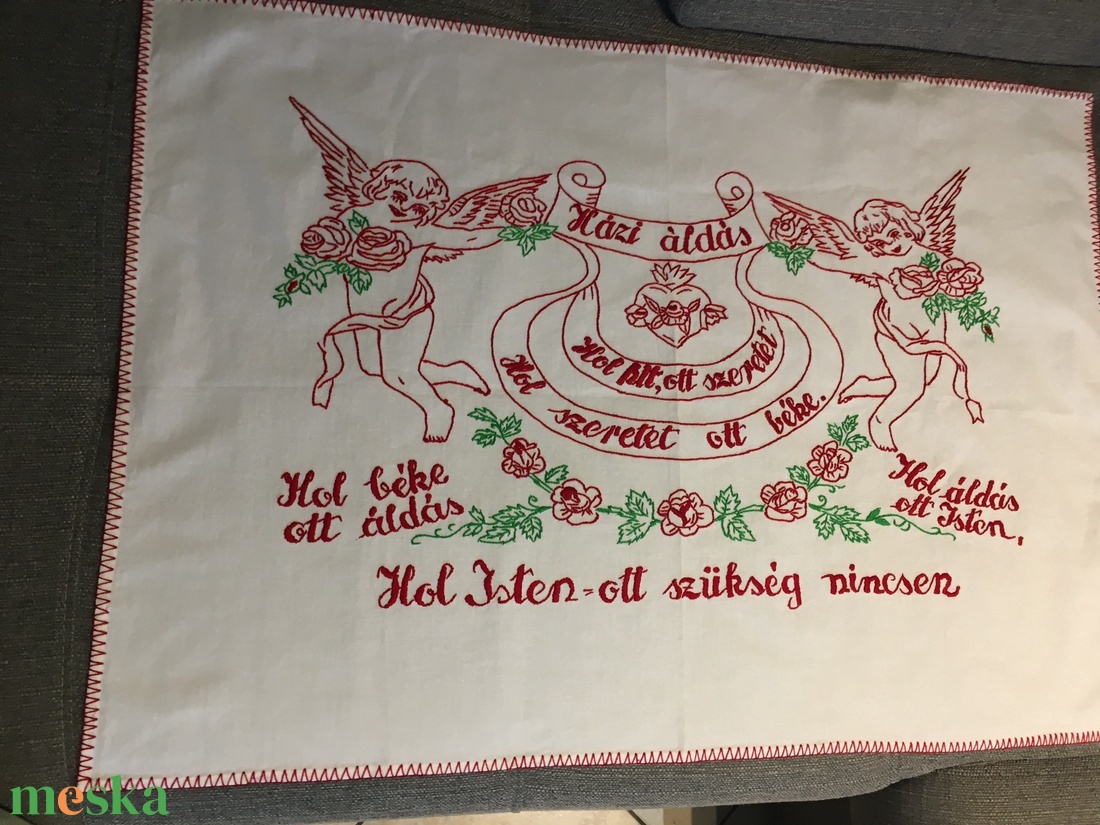 Házi àldás
Hol hit, ott szeretet
Hol szeretet ott béke.
Hol béke
ott áldás
Hol áldás
ott Isten,
Hol Isten-ott szükség nincsen
meska